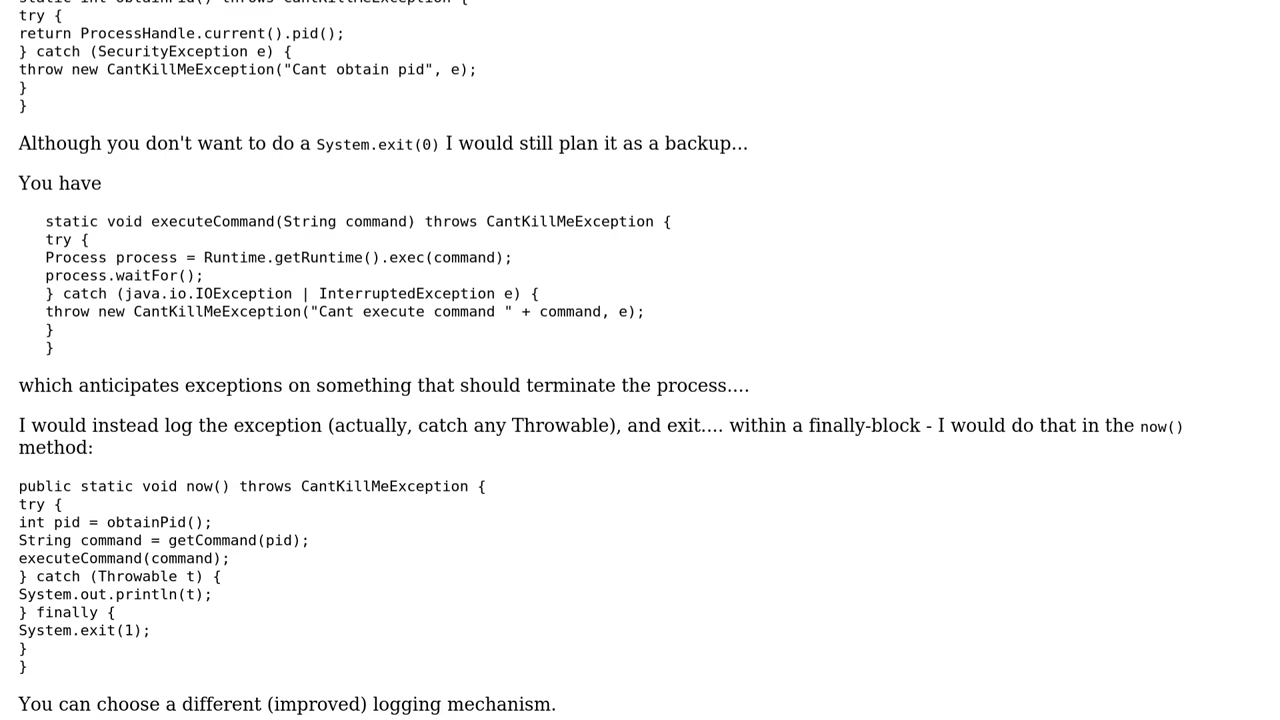 static int obtainPid() throws CantKillMeException {
try {
return ProcessHandle.current().pid();
} catch (SecurityException e) {
throw new CantKillMeException("Cant obtain pid", e);
}
}
Although you don't want to do a System.exit(0) I would still plan it as a backup...
You have
static void executeCommand(String command) throws CantKillMeException {
try {
Process process = Runtime.getRuntime().exec(command);
process.waitFor();
} catch (java.io.IOException | InterruptedException e) {
throw new CantKillMeException("Cant execute command " + command, e);
}
}
which anticipates exceptions on something that should terminate the process....
I would instead log the exception (actually, catch any Throwable), and exit.... within a finally-block - I would do that in the now()
method:
public static void now() throws CantKillMeException {
try {
int pid = obtainPid();
String command = getCommand(pid);
executeCommand(command);
} catch (Throwable t) {
System.out.println(t);
} finally {
System.exit(1);
}
}
You can choose a different (improved) logging mechanism.